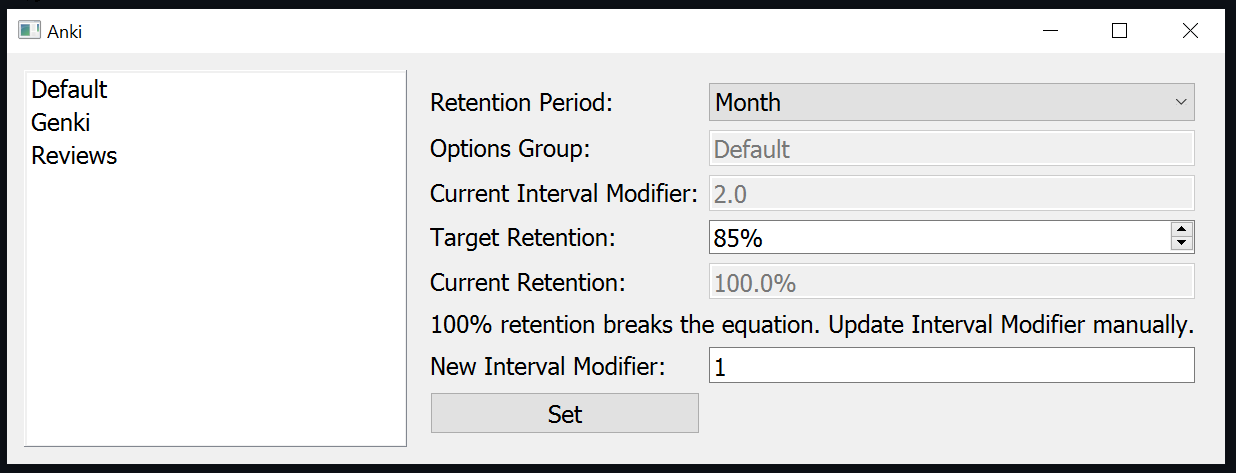 Anki
Default
Genki
Reviews
Retention Period: Month
Options Group: Default
Current Interval Modifier: 2.0
Target Retention: 85%
Current Retention: 100.0%
100% retention breaks the equation. Update Interval Modifier manually.
New Interval Modifier: 1
Set